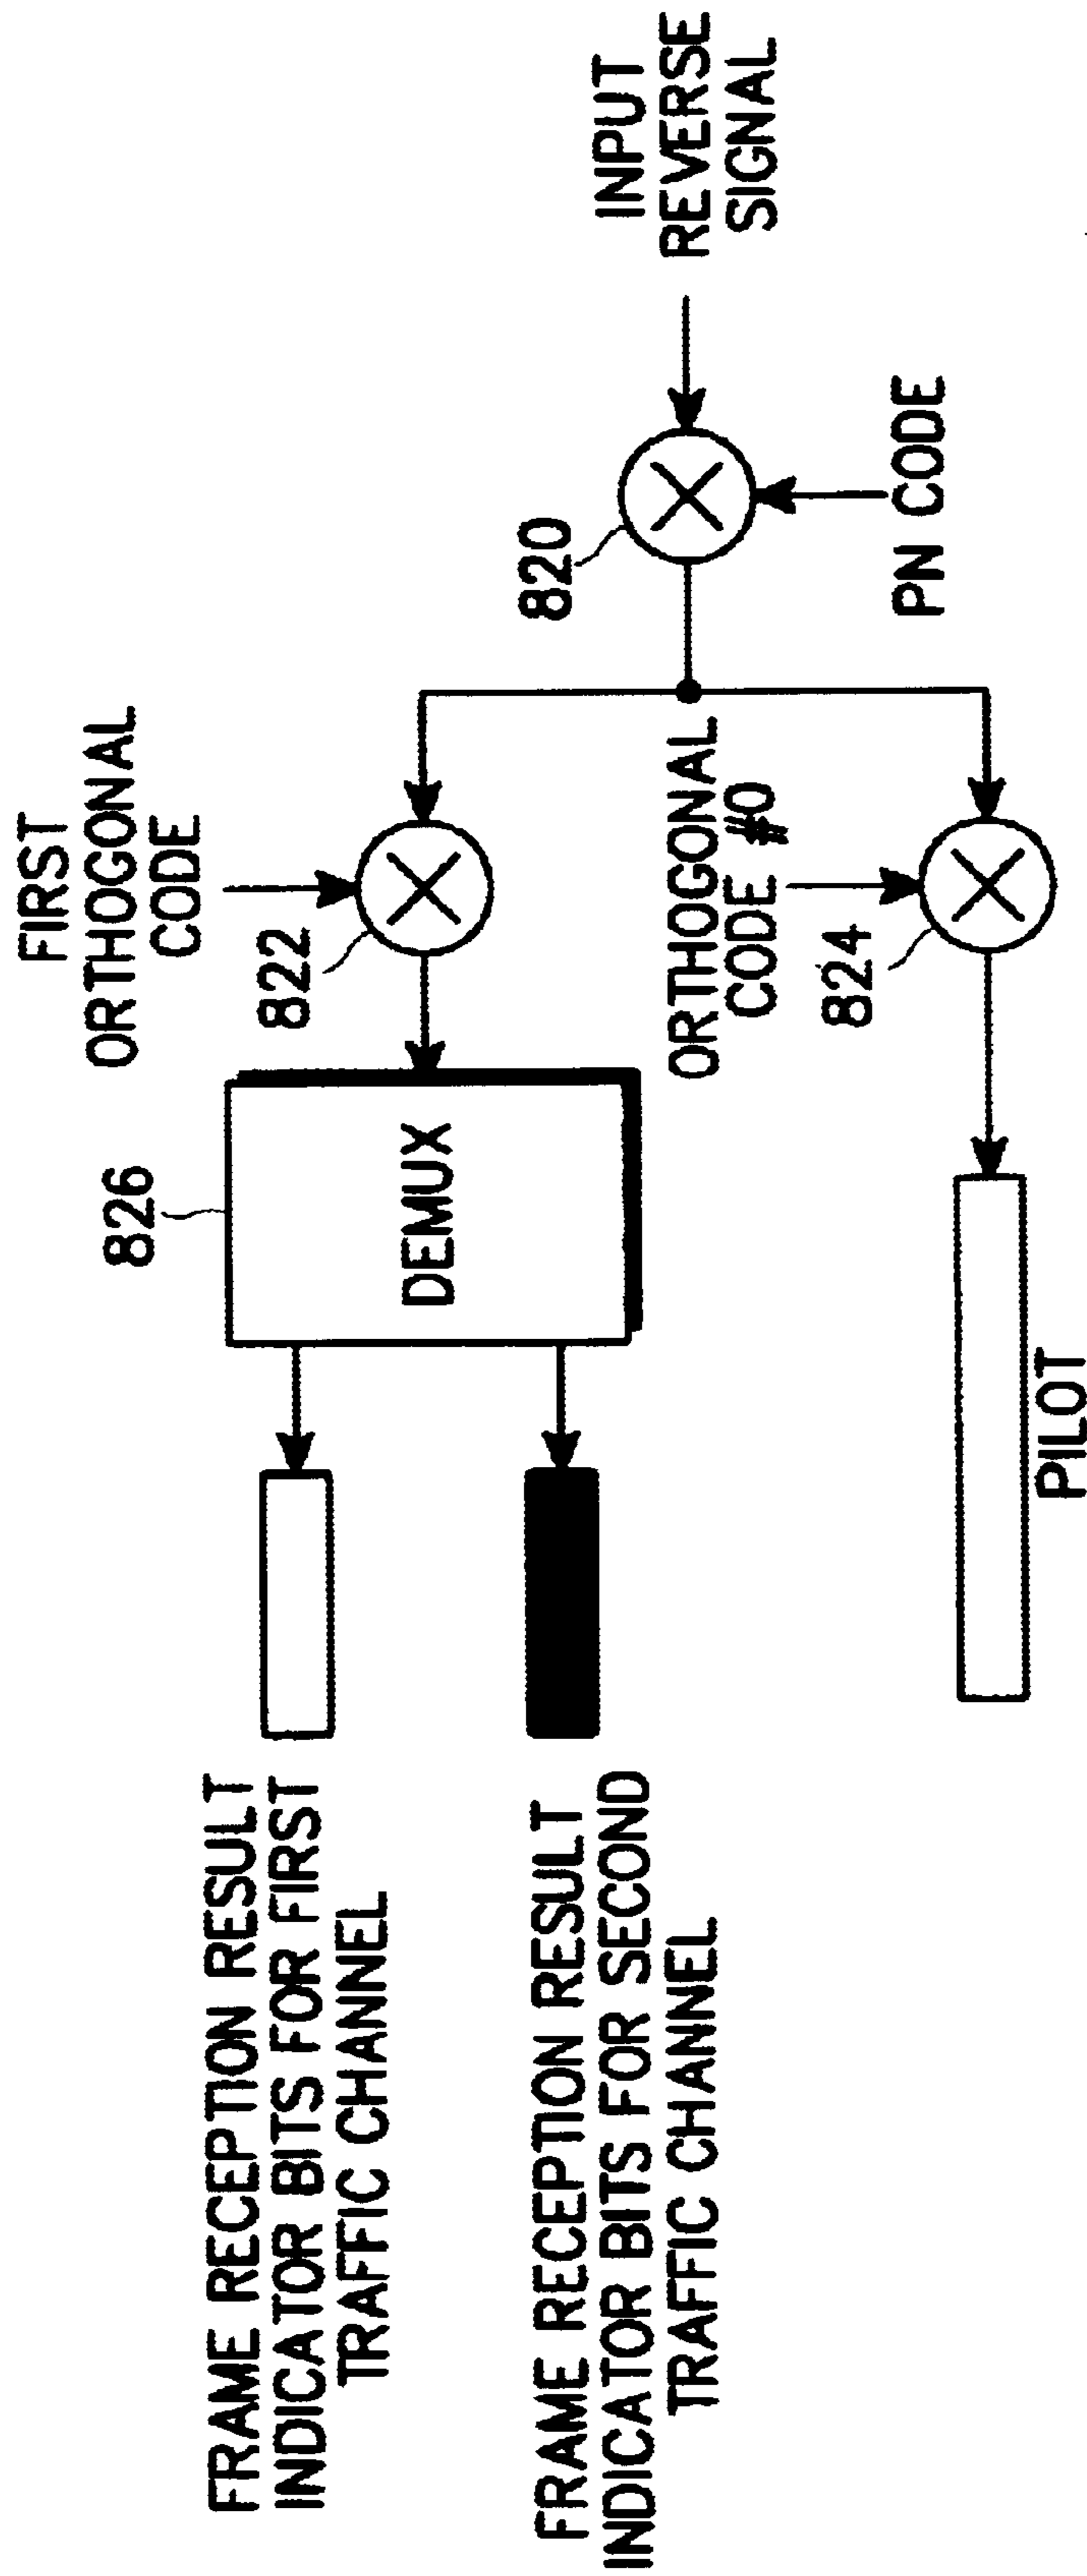 FRAME RECEPTION RESULT
INDICATOR BITS FOR FIRST
TRAFFIC CHANNEL
826
DEMUX
FIRST
ORTHOGONAL
CODE
822
820
INPUT
REVERSE
SIGNAL
PN CODE
FRAME RECEPTION RESULT
INDICATOR BITS FOR SECOND
TRAFFIC CHANNEL
ORTHOGONAL
CODE #0
824
PILOT